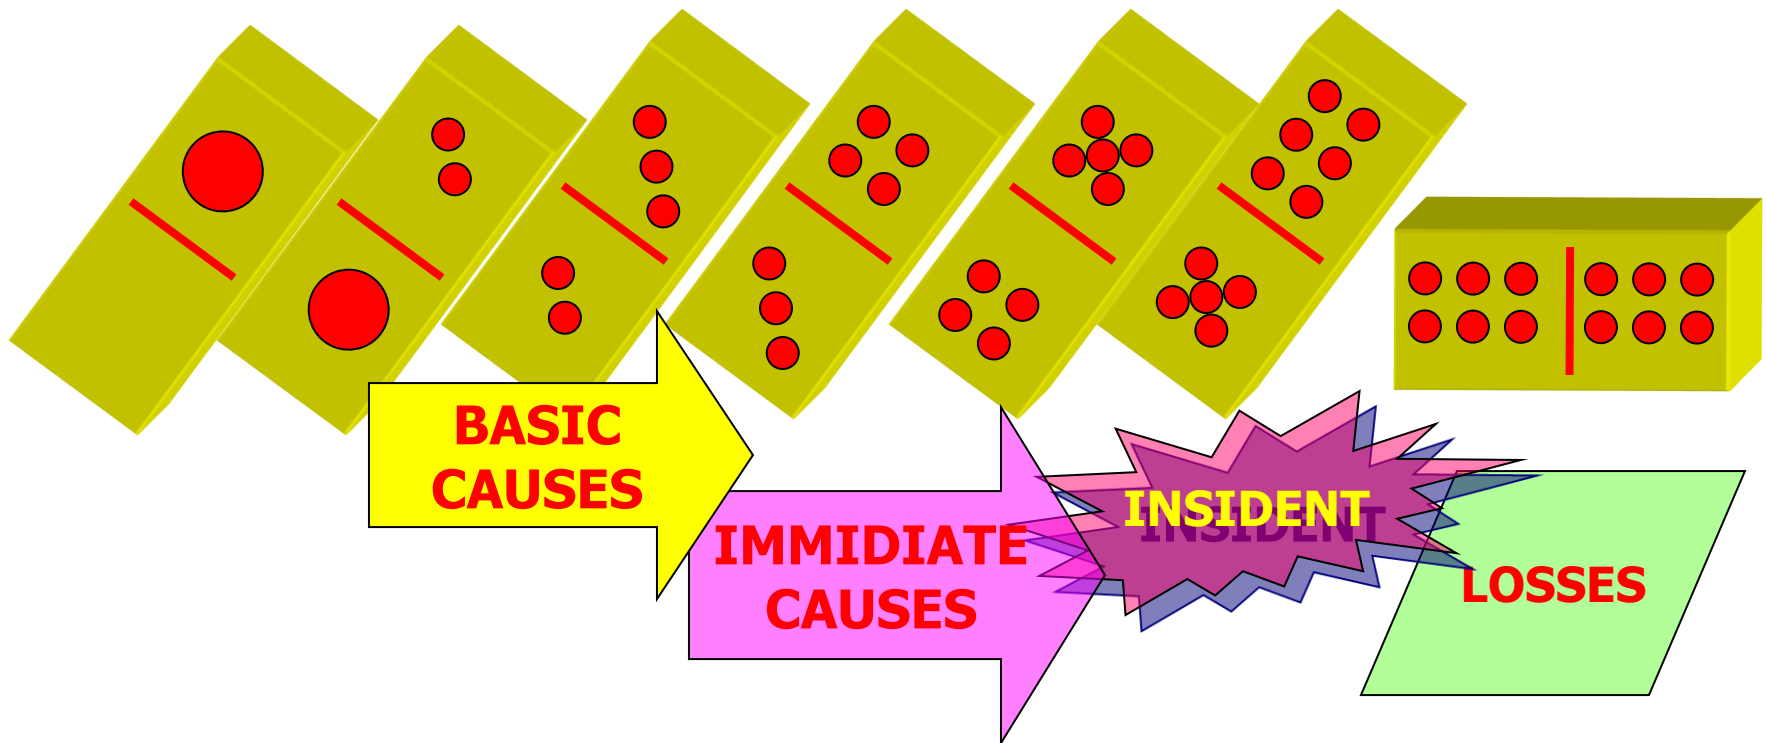 BASIC
CAUSES
IMMIDIATE
CAUSES
INSIDENT
LOSSES